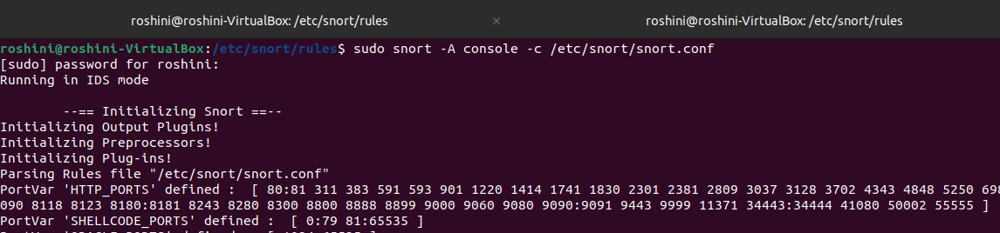 roshini@roshini-VirtualBox: /etc/snort/rules × roshini@roshini-VirtualBox: /etc/snort/rules
roshini@roshini-VirtualBox:/etc/snort/rules$ sudo snort -A console -c /etc/snort/snort.conf
[sudo] password for roshini:
Running in IDS mode
--== Initializing Snort ==--
Initializing Output Plugins!
Initializing Preprocessors!
Initializing Plug-ins!
Parsing Rules file "/etc/snort/snort.conf"
PortVar 'HTTP_PORTS' defined :  [ 80:81 311 383 591 593 901 1220 1414 1741 1830 2301 2381 2809 3037 3128 3702 4343 4848 5250 698
090 8118 8123 8180:8181 8243 8280 8300 8800 8888 8899 9000 9060 9080 9090:9091 9443 9999 11371 34443:34444 41080 50002 55555 ]
PortVar 'SHELLCODE_PORTS' defined :  [ 0:79 81:65535 ]